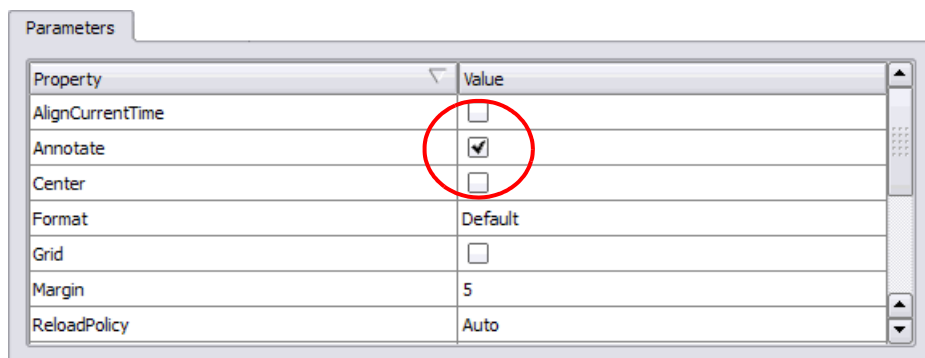 Parameters
Property Value
AlignCurrentTime
Annotate
Center
Format Default
Grid
Margin 5
ReloadPolicy Auto